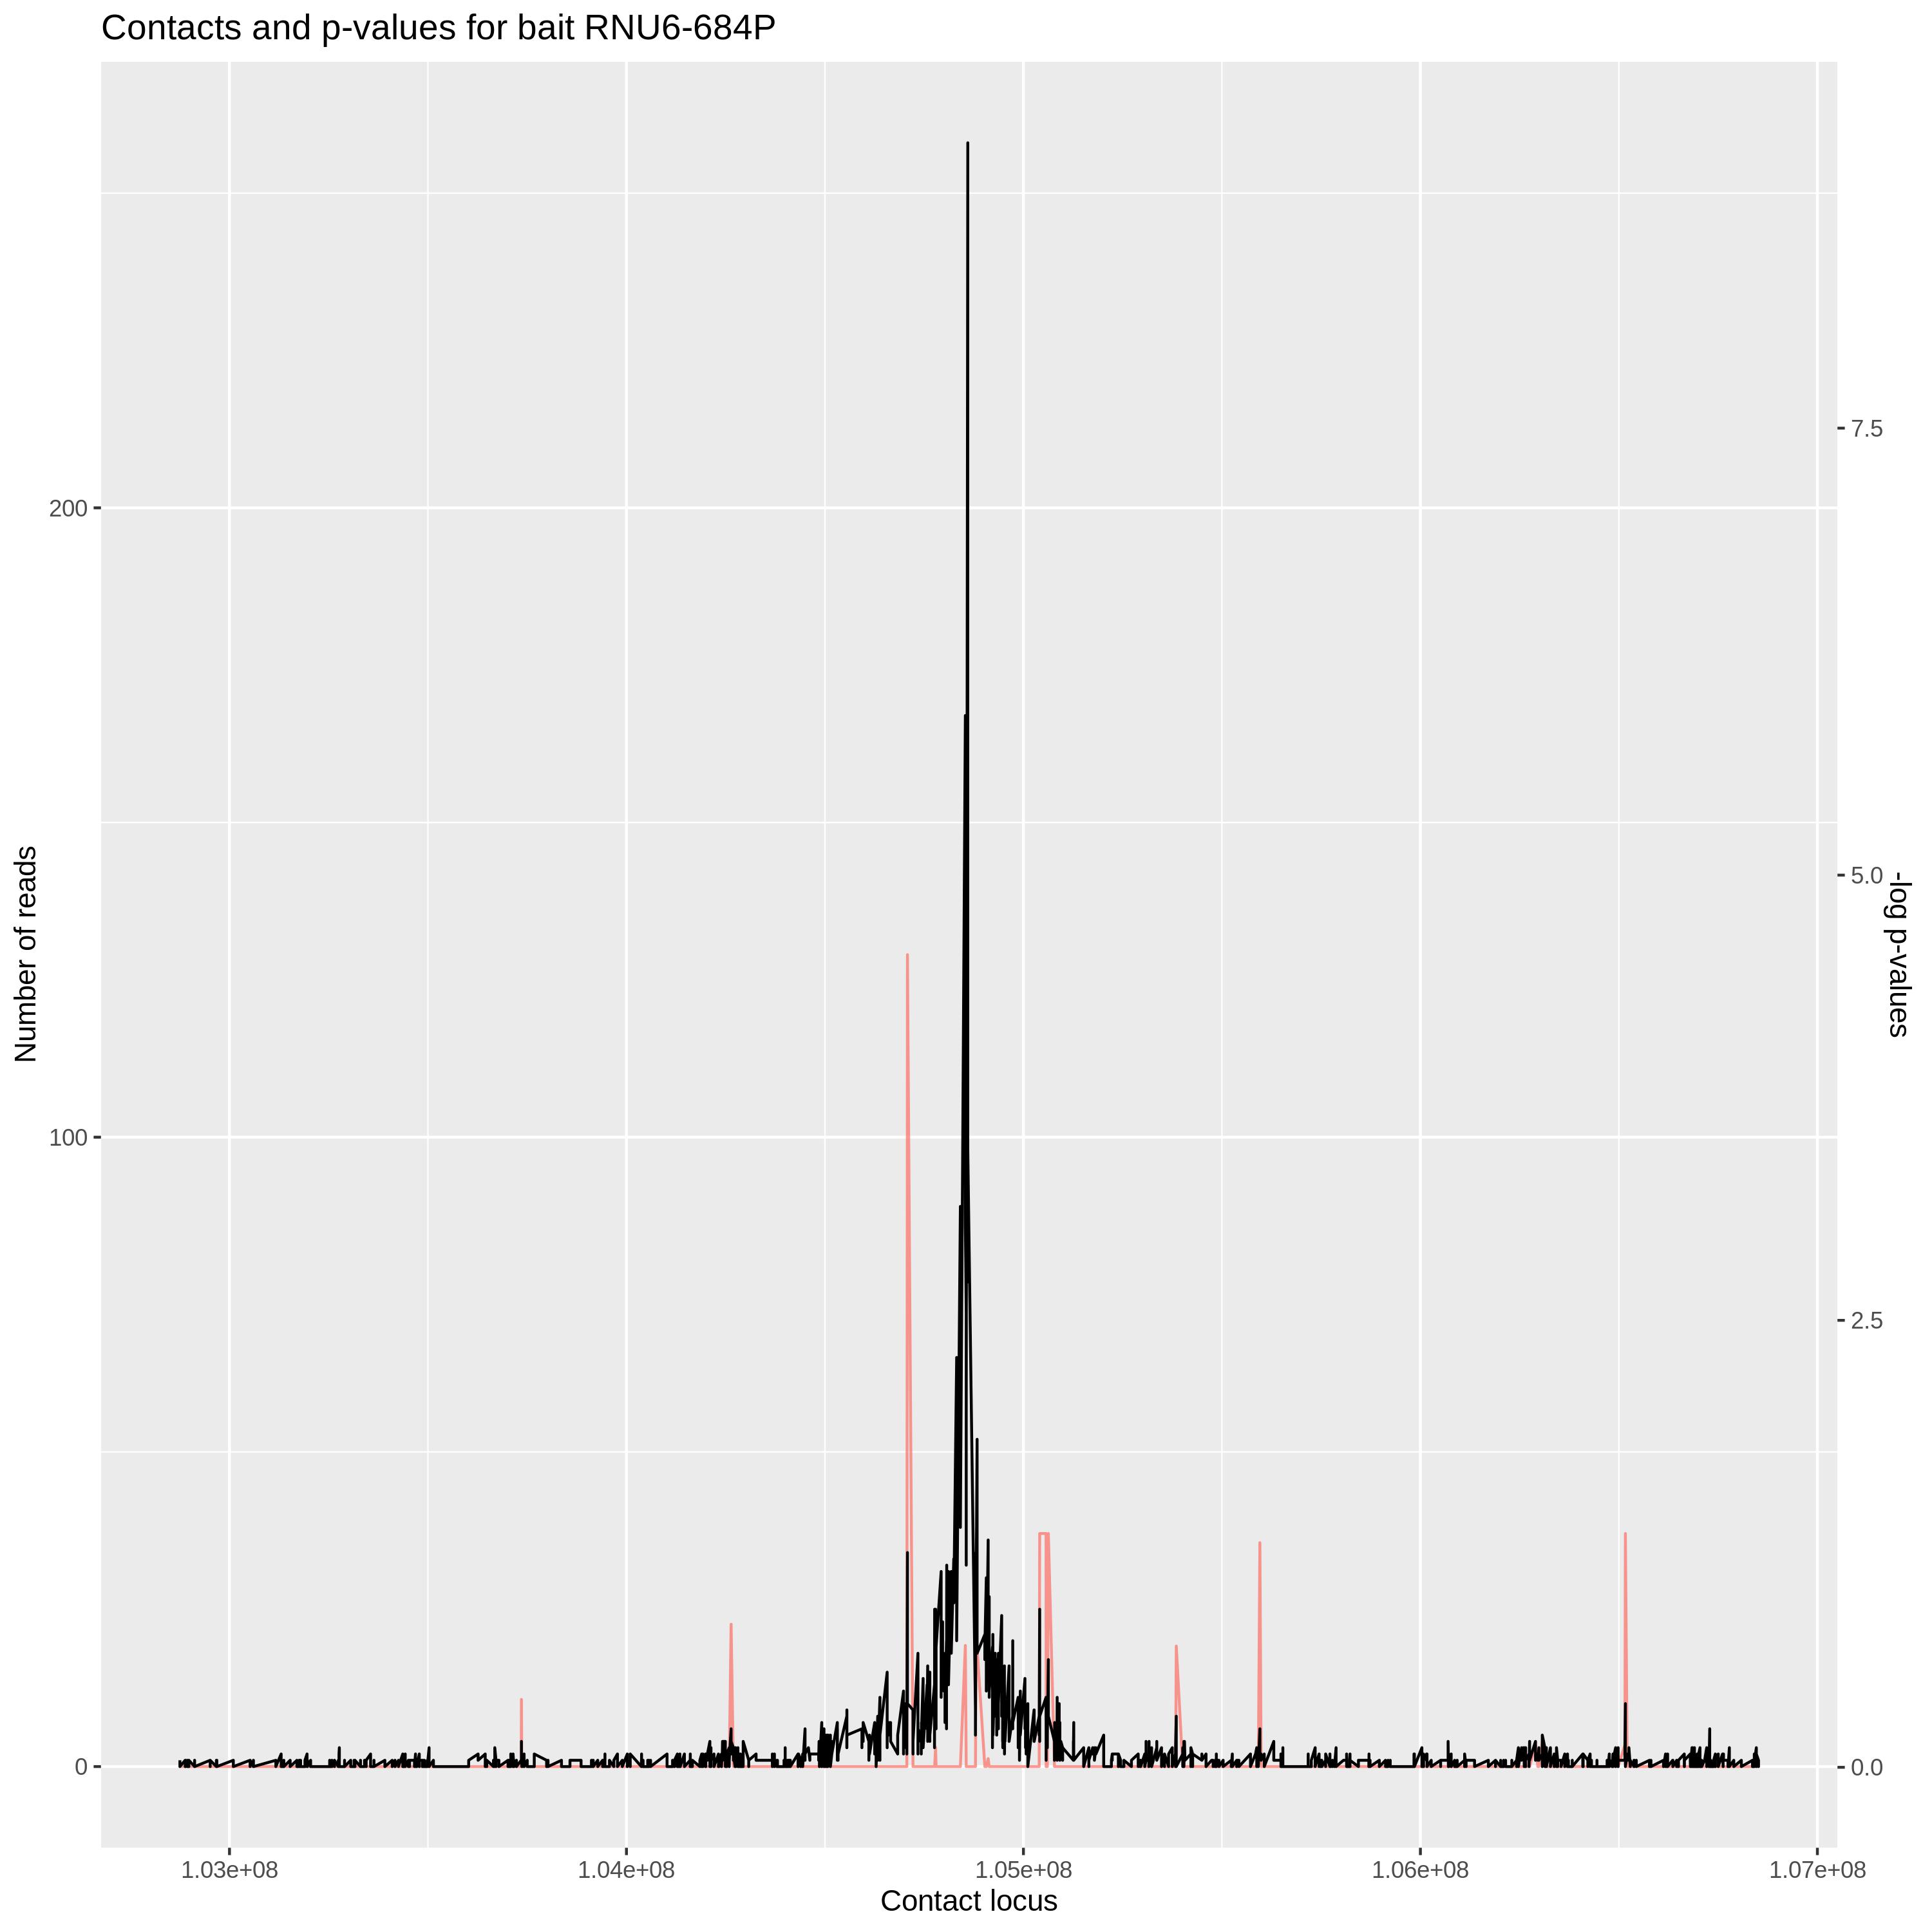 Contacts and p-values for bait RNU6-684P
Number of reads
200
100
0
7.5
5.0
2.5
0.0
-log p-values
1.03e+08
1.04e+08
1.05e+08
1.06e+08
1.07e+08
Contact locus